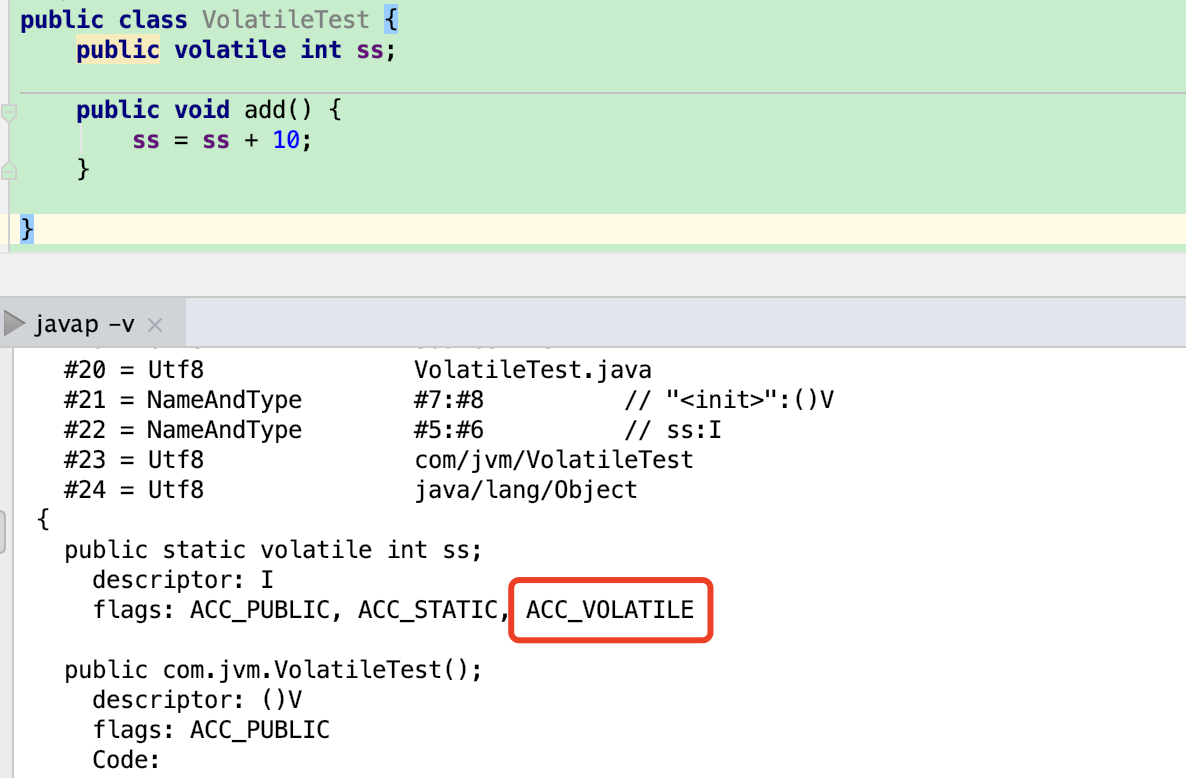 public class VolatileTest {
public volatile int ss;
public void add() {
ss = ss + 10;
}
}
javap -v
#20 = Utf8 VolatileTest.java
#21 = NameAndType #7:#8 // "<init>":()V
#22 = NameAndType #5:#6 // ss:I
#23 = Utf8 com/jvm/VolatileTest
#24 = Utf8 java/lang/Object
{
public static volatile int ss;
descriptor: I
flags: ACC_PUBLIC, ACC_STATIC, ACC_VOLATILE
public com.jvm.VolatileTest();
descriptor: ()V
flags: ACC_PUBLIC
Code: